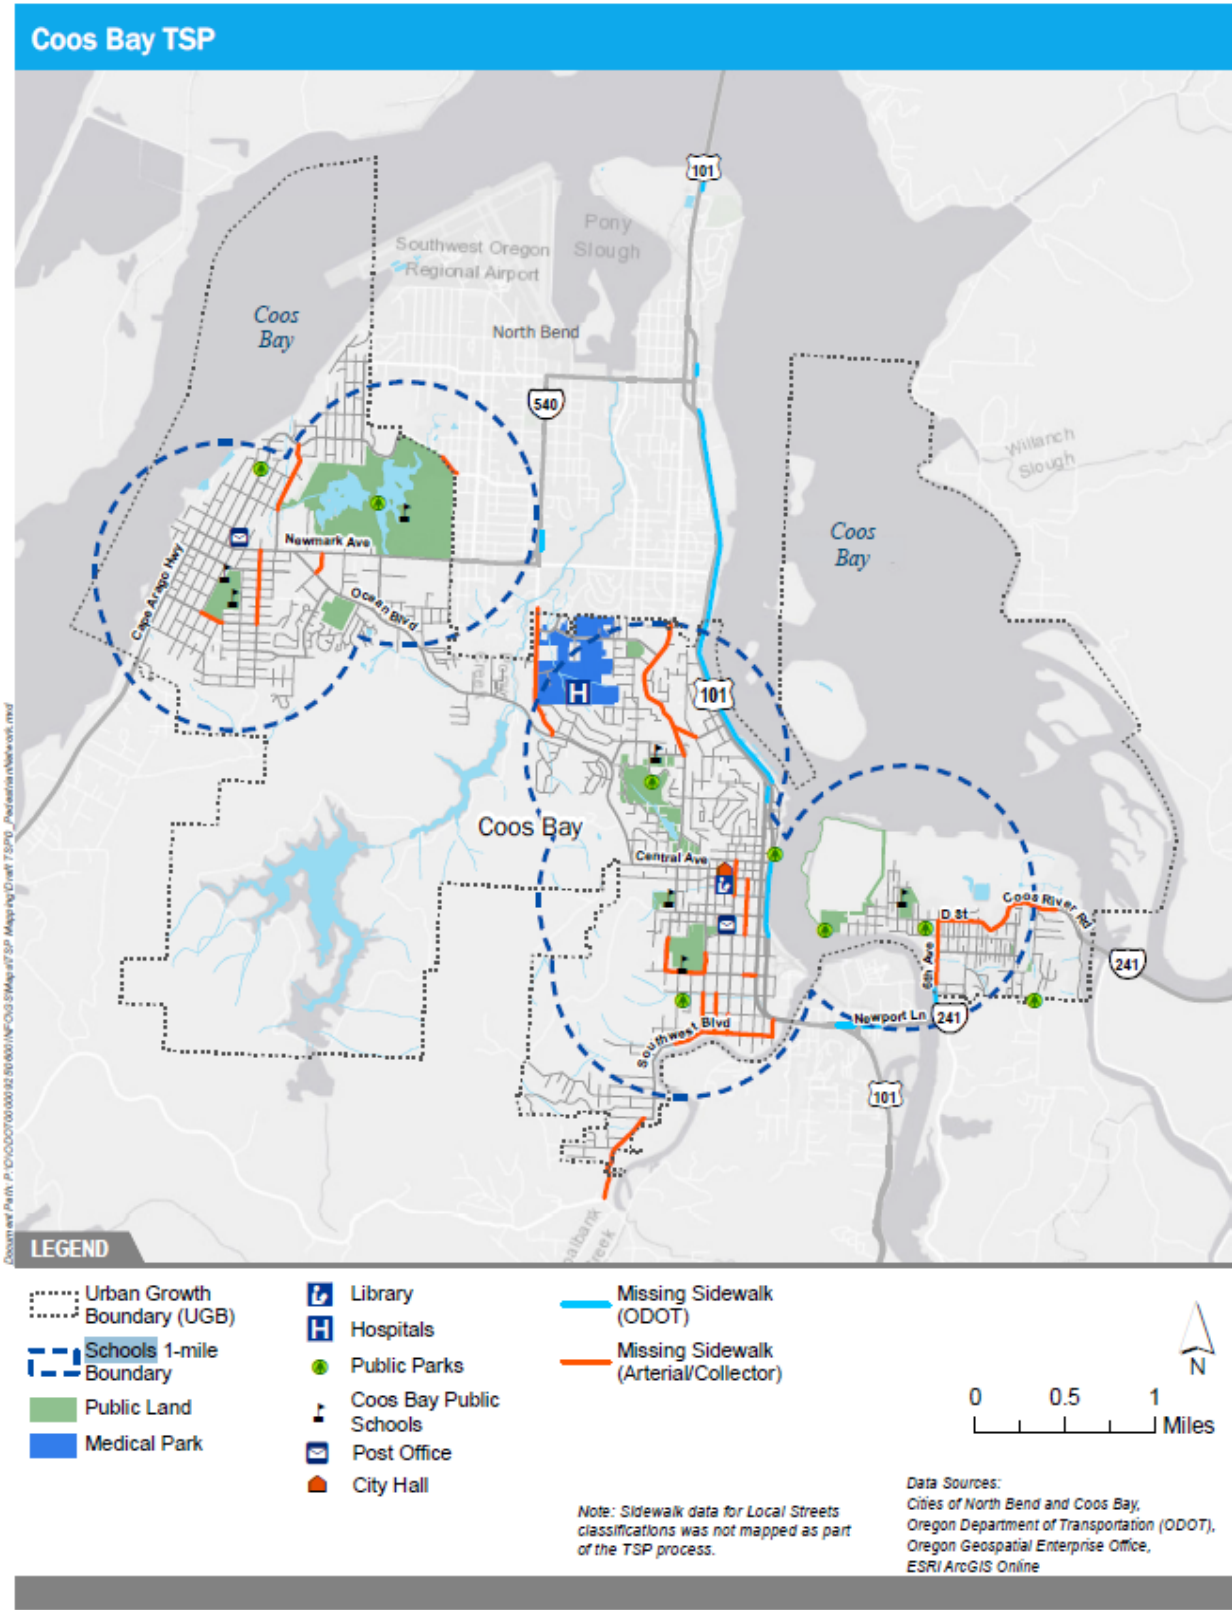 Coos Bay TSP
101
Pony
Slough
Southwest Oregon
Regional Airport
Coos
Bay
North Bend
540
Willanch
Slough
Coos
Bay
Newmark Ave
Cape Arago Hwy
Ocean Blvd
H
101
Coos Bay
Central Ave
Coos River Rd
D St
6th Ave
241
Newport Ln
241
Southwest Blvd
101
LEGEND
Urban Growth
Boundary (UGB)
Schools 1-mile
Boundary
Public Land
Medical Park
Library
H Hospitals
Public Parks
Coos Bay Public
Schools
Post Office
City Hall
Missing Sidewalk
(ODOT)
Missing Sidewalk
(Arterial/Collector)
N
0 0.5 1
Miles
Note: Sidewalk data for Local Streets
classifications was not mapped as part
of the TSP process.
Data Sources:
Cities of North Bend and Coos Bay,
Oregon Department of Transportation (ODOT),
Oregon Geospatial Enterprise Office,
ESRI ArcGIS Online